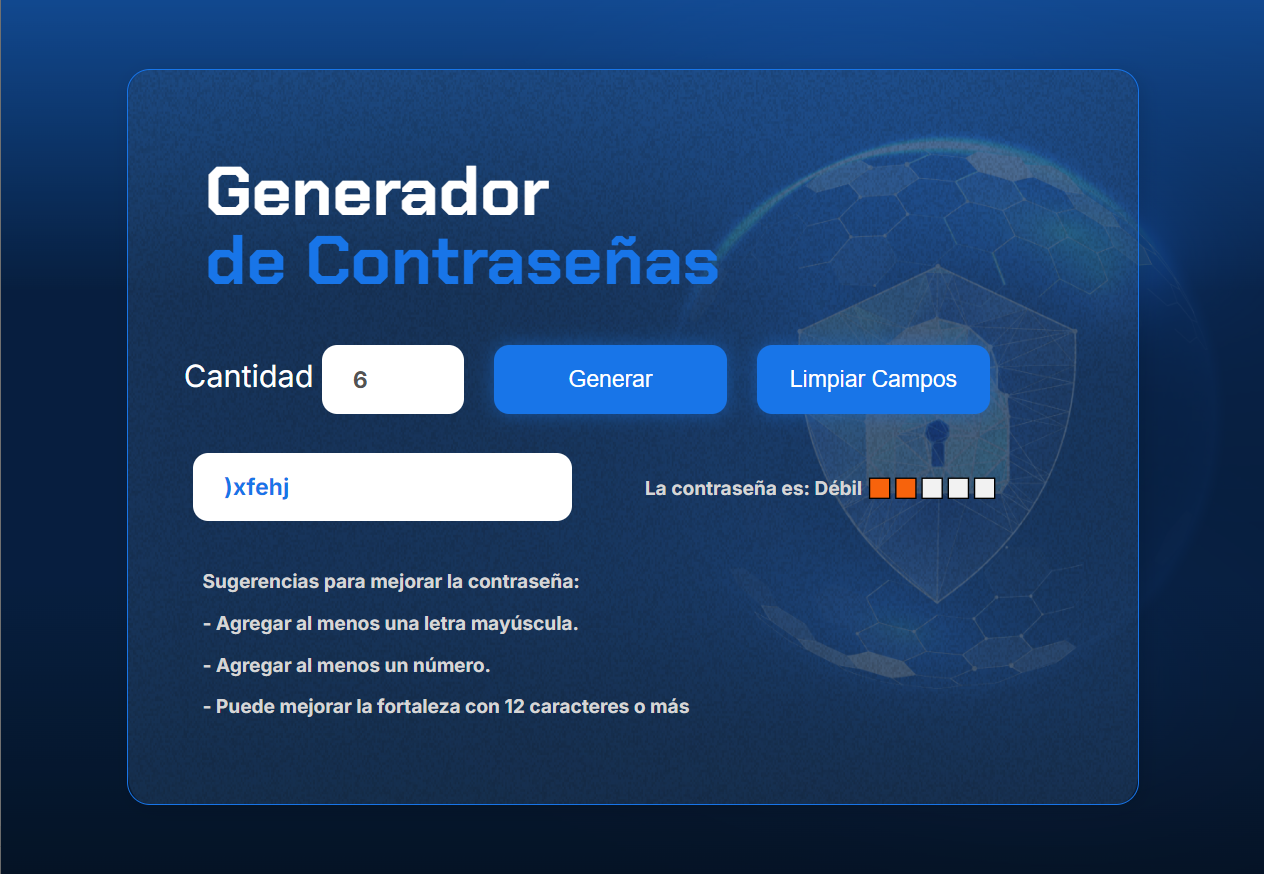 Generador
de Contraseñas
Cantidad 6 Generar Limpiar Campos
)xfehj La contraseña es: Débil
Sugerencias para mejorar la contraseña:
- Agregar al menos una letra mayúscula.
- Agregar al menos un número.
- Puede mejorar la fortaleza con 12 caracteres o más